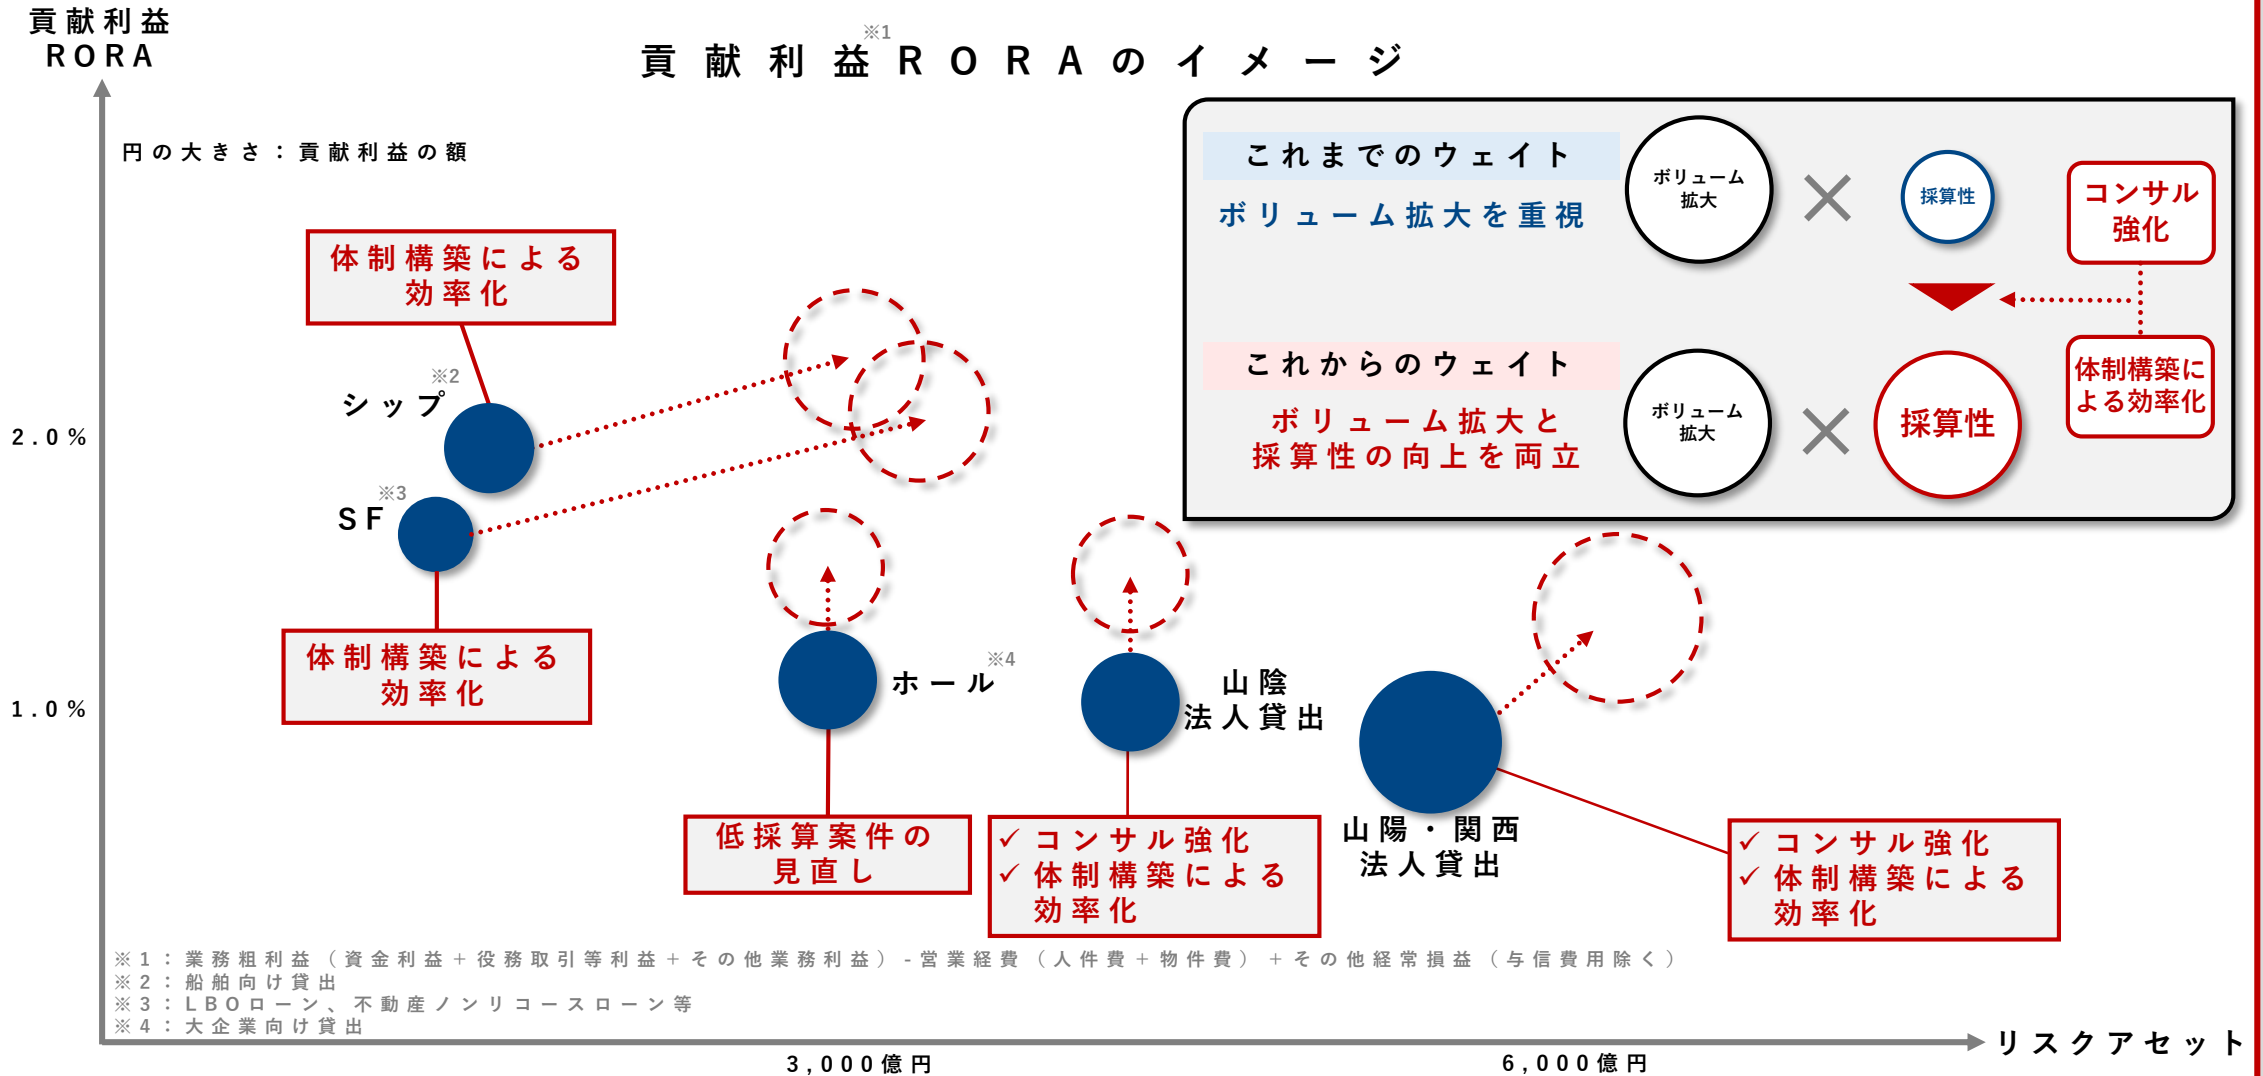 貢献利益
RORA
貢献利益※1RORAのイメージ
円の大きさ：貢献利益の額
これまでのウェイト
ボリューム拡大を重視
ボリューム
拡大
×
採算性
コンサル
強化
これからのウェイト
ボリューム拡大と
採算性の向上を両立
ボリューム
拡大
×
採算性
体制構築に
よる効率化
体制構築による
効率化
シップ※2
2.0%
SF※3
体制構築による
効率化
1.0%
ホール※4
低採算案件の
見直し
山陰
法人貸出
✓ コンサル強化
✓ 体制構築による
効率化
山陽・関西
法人貸出
✓ コンサル強化
✓ 体制構築による
効率化
※1：業務粗利益（資金利益＋役務取引等利益＋その他業務利益）-営業経費（人件費＋物件費）＋その他経常損益（与信費用除く）
※2：船舶向け貸出
※3：LBOローン、不動産ノンリコースローン等
※4：大企業向け貸出
リスクアセット
3,000億円
6,000億円